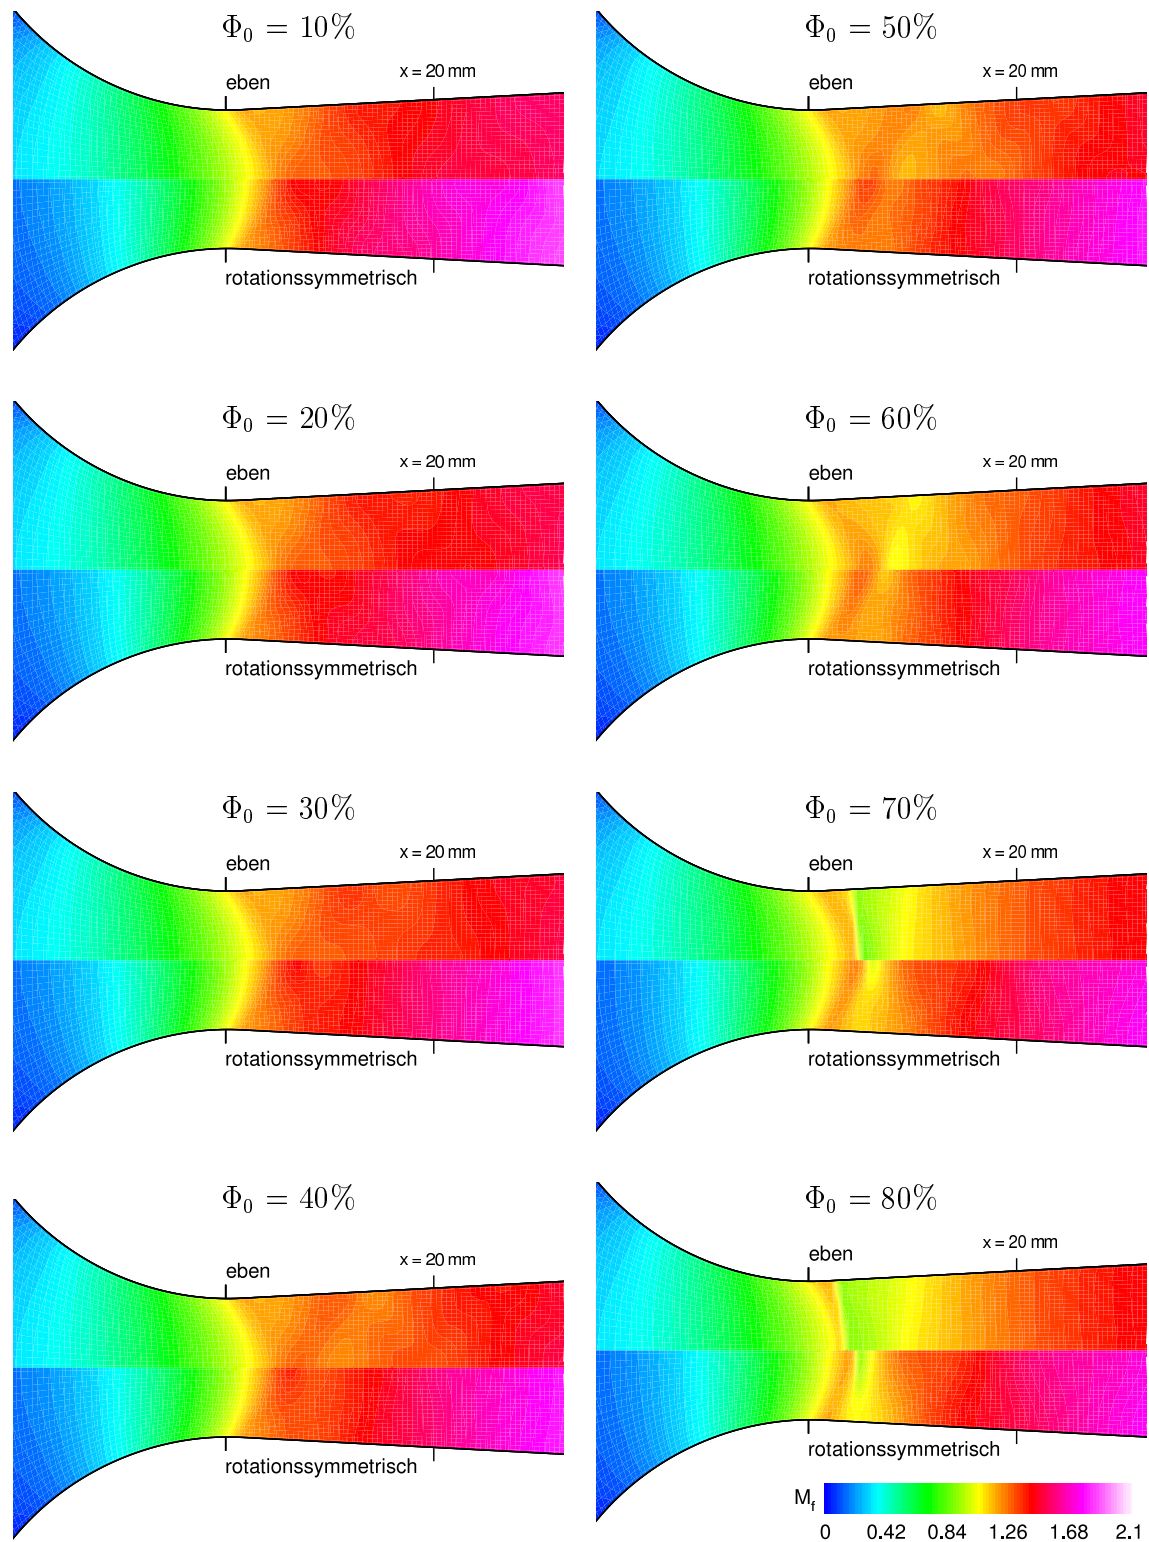 Φ₀ = 10%
eben
x = 20 mm
rotationssymmetrisch
Φ₀ = 20%
eben
x = 20 mm
rotationssymmetrisch
Φ₀ = 30%
eben
x = 20 mm
rotationssymmetrisch
Φ₀ = 40%
eben
x = 20 mm
rotationssymmetrisch
Φ₀ = 50%
eben
x = 20 mm
rotationssymmetrisch
Φ₀ = 60%
eben
x = 20 mm
rotationssymmetrisch
Φ₀ = 70%
eben
x = 20 mm
rotationssymmetrisch
Φ₀ = 80%
eben
x = 20 mm
rotationssymmetrisch
M_f
0 0.42 0.84 1.26 1.68 2.1